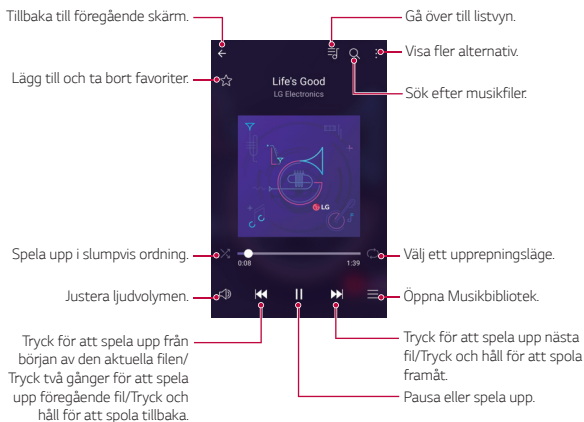 Tillbaka till föregående skärm.
Gå över till listvyn.
Visa fler alternativ.
Lägg till och ta bort favoriter.
Life's Good
LG Electronics
Sök efter musikfiler.
LG
Spela upp i slumpvis ordning.
Välj ett upprepningsläge.
0:08
1:39
Justera ljudvolymen.
Öppna Musikbibliotek.
Tryck för att spela upp från
början av den aktuella filen/
Tryck två gånger för att spela
upp föregående fil/Tryck och
håll för att spola tillbaka.
Tryck för att spela upp nästa
fil/Tryck och håll för att spola
framåt.
Pausa eller spela upp.